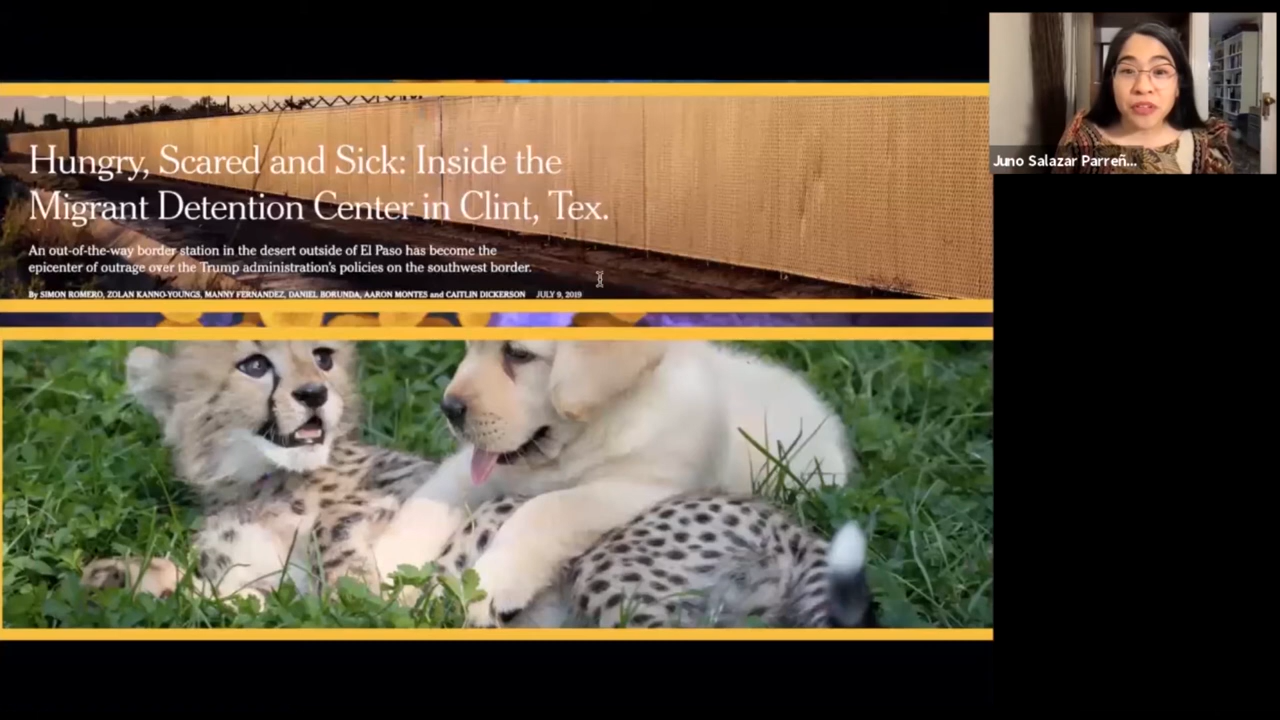 Hungry, Scared and Sick: Inside the
Migrant Detention Center in Clint, Tex.
An out-of-the-way border station in the desert outside of El Paso has become the
epicenter of outrage over the Trump administration's policies on the southwest border.
By SIMON ROMERO, ZOLAN KANNO-YOUNGS, MANNY FERNANDEZ, DANIEL BORUNDA, AARON MONTES and CAITLIN DICKERSON JULY 9, 2019
Juno Salazar Parreñ...